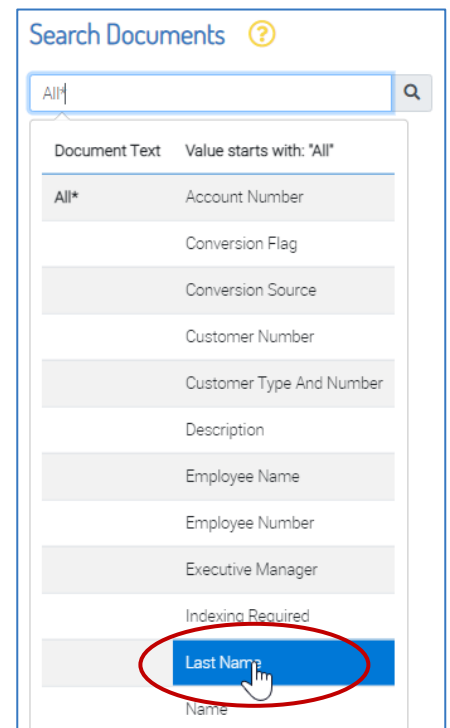 Search Documents ?
All*
Document Text Value starts with: "All"
All* Account Number
Conversion Flag
Conversion Source
Customer Number
Customer Type And Number
Description
Employee Name
Employee Number
Executive Manager
Indexing Required
Last Name
Name